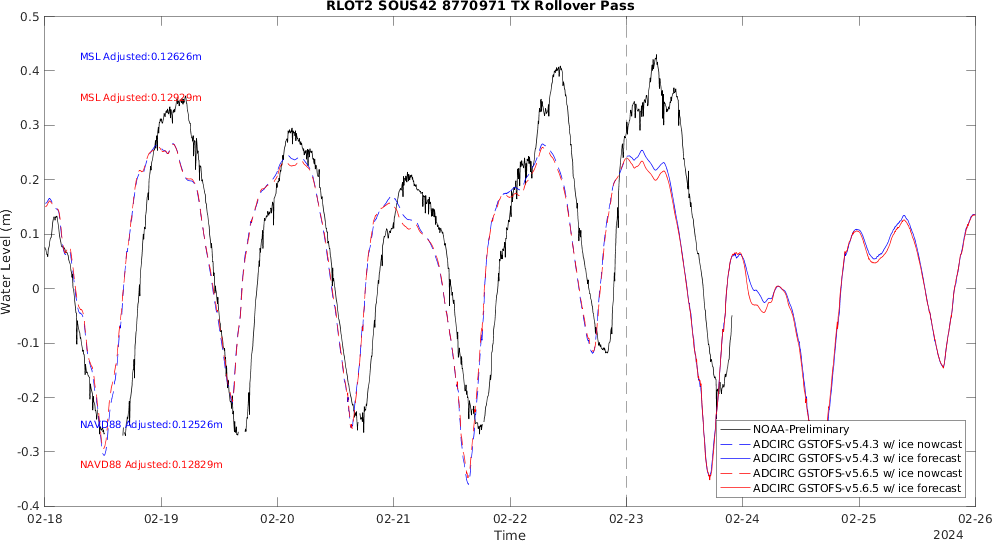 RLOT2 SOUS42 8770971 TX Rollover Pass
0.5
MSL Adjusted:0.12626m
0.4
MSL Adjusted:0.12929m
0.3
0.2
0.1
Water Level (m)
0
-0.1
-0.2
NAVD88 Adjusted:0.12526m
NOAA-Preliminary
ADCIRC GSTOFS-v5.4.3 w/ ice nowcast
-0.3
ADCIRC GSTOFS-v5.4.3 w/ ice forecast
NAVD88 Adjusted:0.12829m
ADCIRC GSTOFS-v5.6.5 w/ ice nowcast
ADCIRC GSTOFS-v5.6.5 w/ ice forecast
-0.4
02-18 02-19 02-20 02-21 02-22 02-23 02-24 02-25 02-26
Time
2024